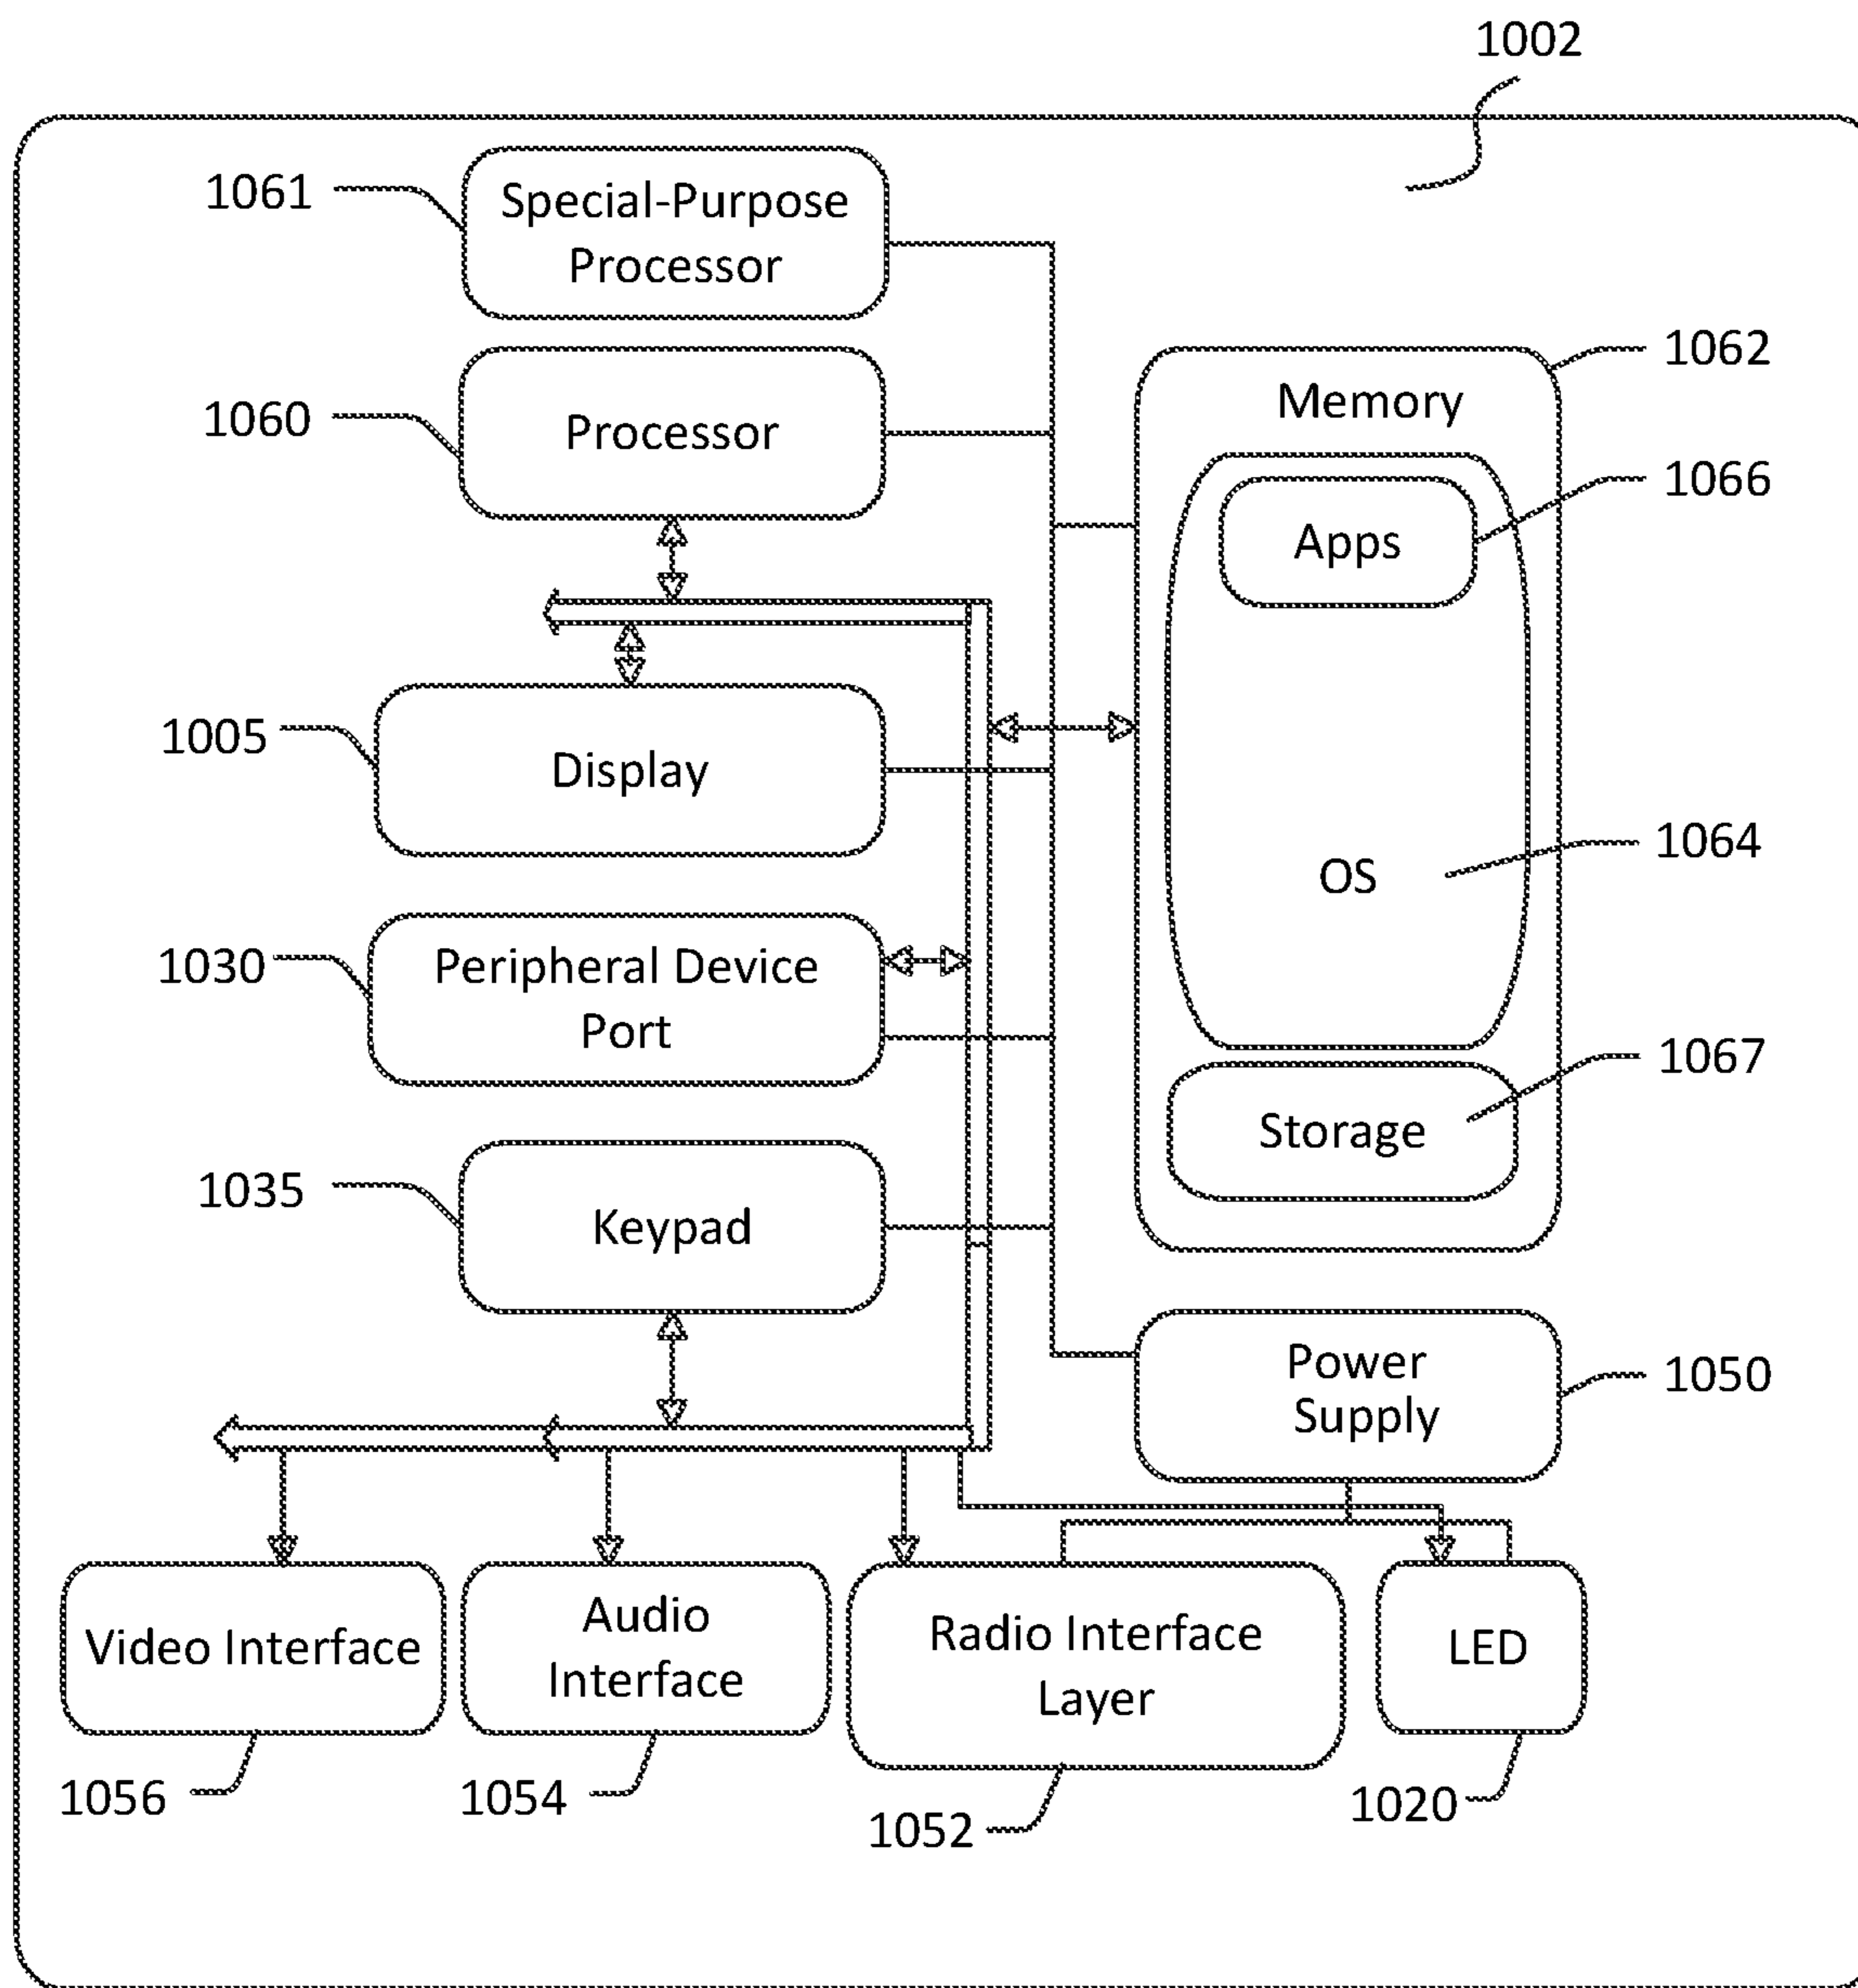 1002
1061
Special-Purpose
Processor
1062
Memory
1060
Processor
1066
Apps
1005
Display
1064
OS
1030
Peripheral Device
Port
1067
Storage
1035
Keypad
Power
Supply
1050
Video Interface
Audio
Interface
Radio Interface
Layer
LED
1056
1054
1052
1020